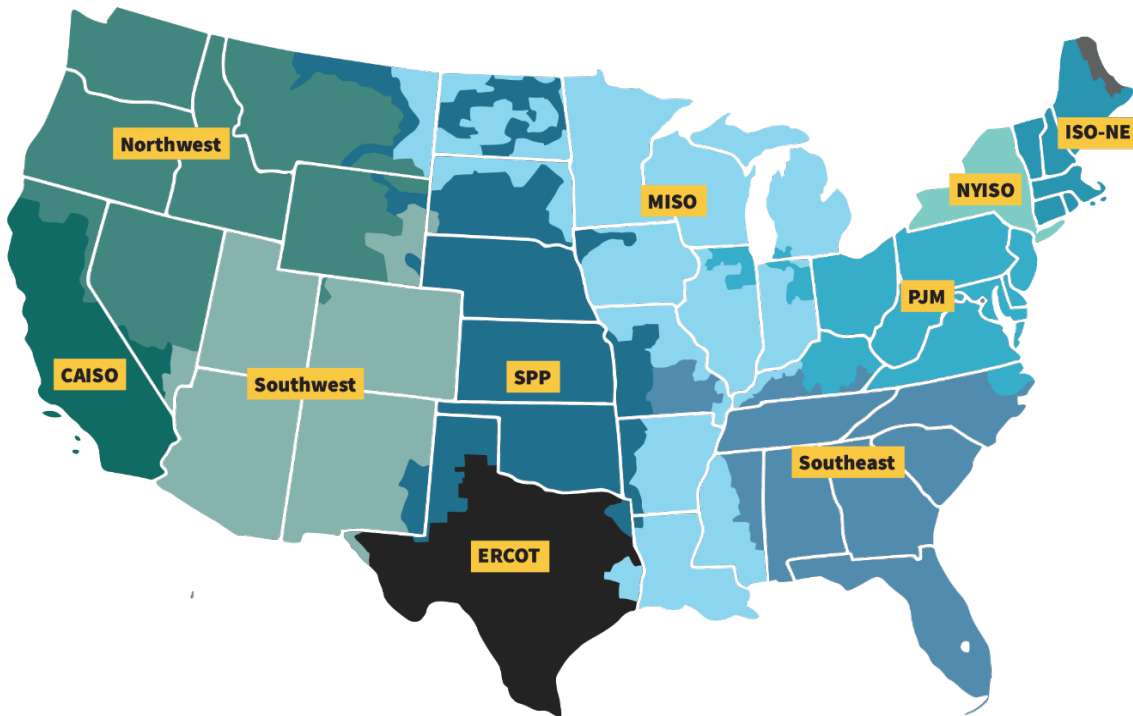 Northwest
ISO-NE
NYISO
MISO
PJM
CAISO
Southwest
SPP
Southeast
ERCOT